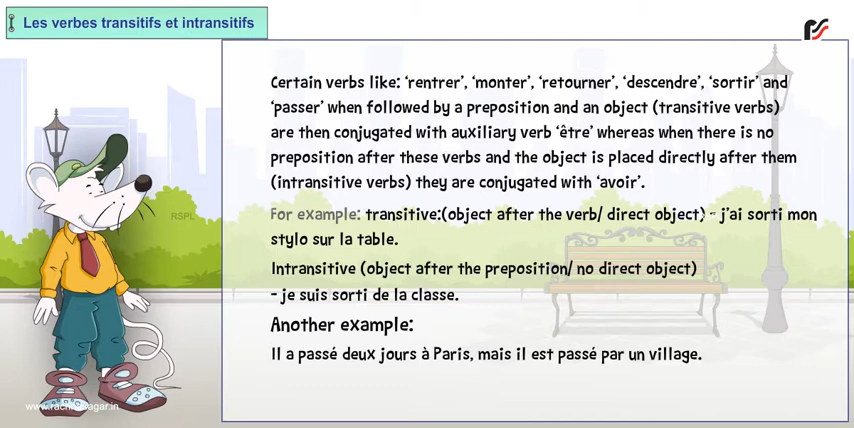 Les verbes transitifs et intransitifs
Certain verbs like: ‘rentrer’, ‘monter’, ‘retourner’, ‘descendre’, ‘sortir’ and
‘passer’ when followed by a preposition and an object (transitive verbs)
are then conjugated with auxiliary verb ‘être’ whereas when there is no
preposition after these verbs and the object is placed directly after them
(intransitive verbs) they are conjugated with ‘avoir’.
For example: transitive:(object after the verb/ direct object) - j’ai sorti mon
stylo sur la table.
Intransitive (object after the preposition/ no direct object)
- je suis sorti de la classe.
Another example:
Il a passé deux jours à Paris, mais il est passé par un village.
RSPL